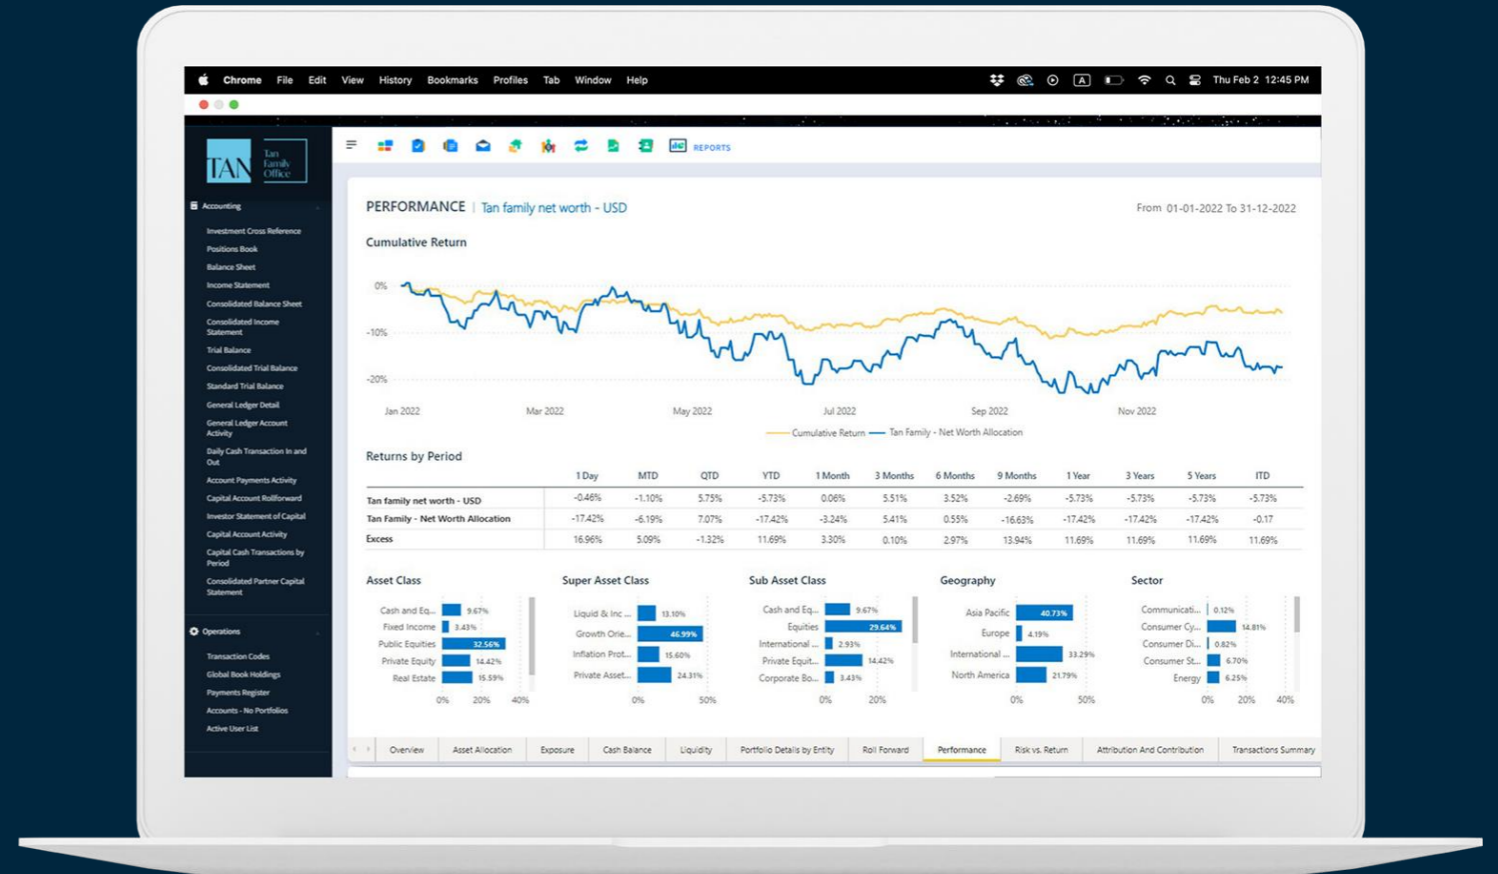 Chrome File Edit View History Bookmarks Profiles Tab Window Help
A
Thu Feb 2 12:45 PM
TAN
Tan
Family
Office
REPORTS
Accounting
Investment Cross Reference
Positions Book
Balance Sheet
Income Statement
Consolidated Balance Sheet
Consolidated Income
Statement
Trial Balance
Consolidated Trial Balance
Standard Trial Balance
General Ledger Detail
General Ledger Account
Activity
Daily Cash Transaction In and
Out
Account Payments Activity
Capital Account Rollforward
Investor Statement of Capital
Capital Account Activity
Capital Cash Transactions by
Period
Consolidated Partner Capital
Statement
Operations
Transaction Codes
Global Book Holdings
Payments Register
Accounts - No Portfolios
Active User List
PERFORMANCE | Tan family net worth - USD
From 01-01-2022 To 31-12-2022
Cumulative Return
0%
-10%
-20%
Jan 2022 Mar 2022 May 2022 Jul 2022 Sep 2022 Nov 2022
Cumulative Return Tan Family - Net Worth Allocation
Returns by Period
1 Day MTD QTD YTD 1 Month 3 Months 6 Months 9 Months 1 Year 3 Years 5 Years ITD
Tan family net worth - USD -0.46% -1.10% 5.75% -5.73% 0.06% 5.51% 3.52% -2.69% -5.73% -5.73% -5.73% -5.73%
Tan Family - Net Worth Allocation -17.42% -6.19% 7.07% -17.42% -3.24% 5.41% 0.55% -16.63% -17.42% -17.42% -17.42% -0.17
Excess 16.96% 5.09% -1.32% 11.69% 3.30% 0.10% 2.97% 13.94% 11.69% 11.69% 11.69% 11.69%
Asset Class
Cash and Eq... 9.67%
Fixed Income 3.43%
Public Equities 32.56%
Private Equity 14.42%
Real Estate 15.59%
0% 20% 40%
Super Asset Class
Liquid & Inc ... 13.10%
Growth Orie... 46.99%
Inflation Prot... 15.60%
Private Asset... 24.31%
0% 50%
Sub Asset Class
Cash and Eq... 9.67%
Equities 29.64%
International ... 2.93%
Private Equit... 14.42%
Corporate Bo... 3.43%
0% 20%
Geography
Asia Pacific 40.73%
Europe 4.19%
International ... 33.29%
North America 21.79%
0% 50%
Sector
Communicati... 0.12%
Consumer Cy... 14.81%
Consumer Di... 0.82%
Consumer St... 6.70%
Energy 6.25%
0% 20% 40%
Overview Asset Allocation Exposure Cash Balance Liquidity Portfolio Details by Entity Roll Forward Performance Risk vs. Return Attribution And Contribution Transactions Summary